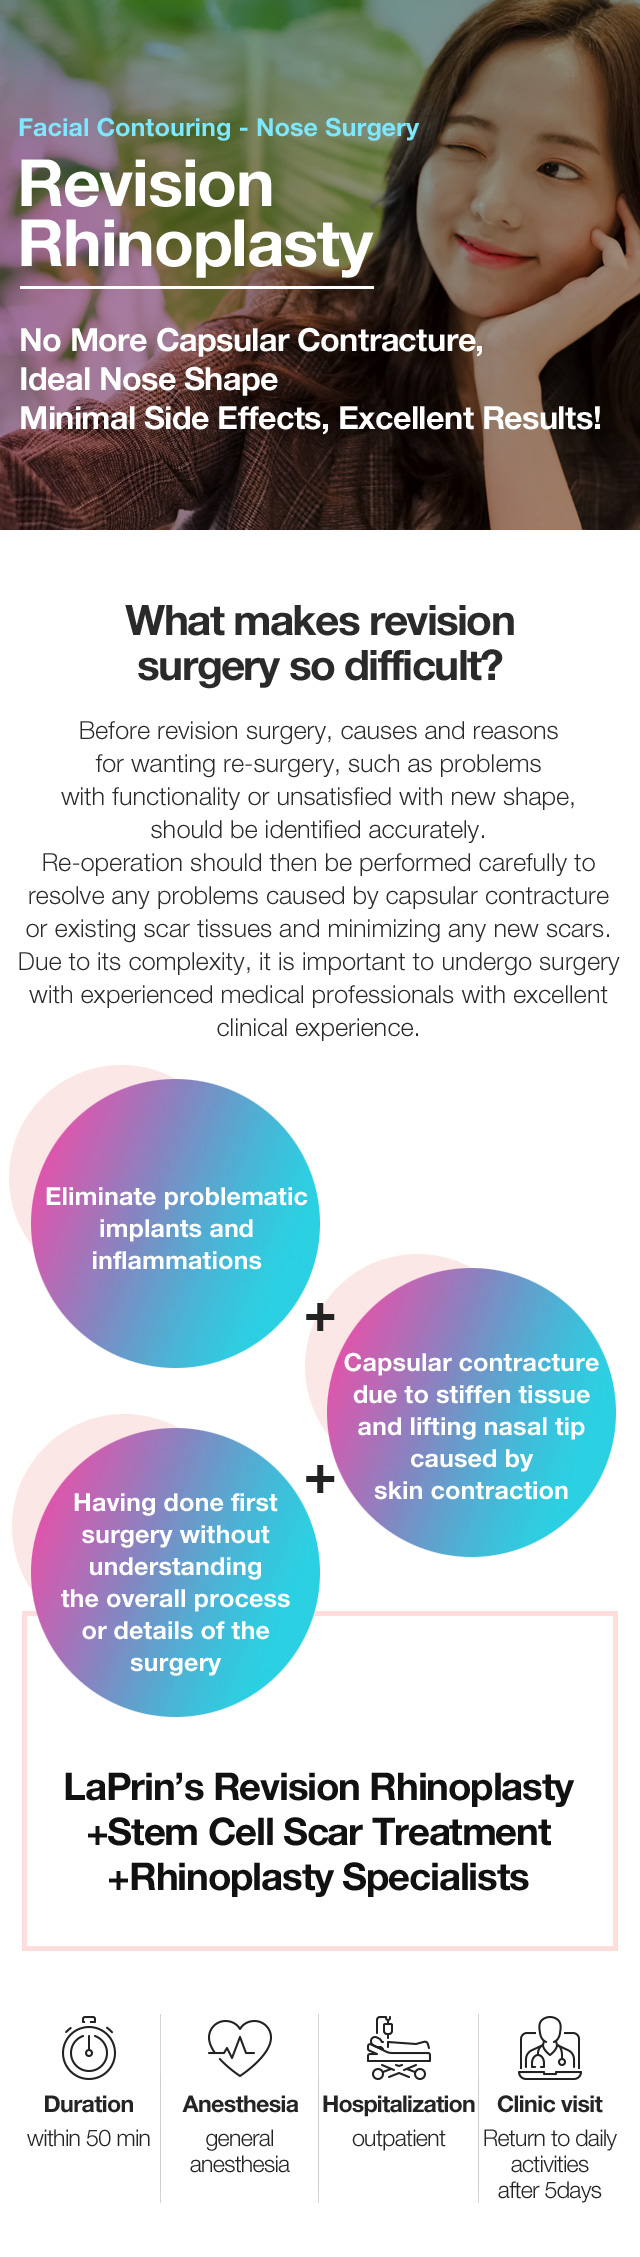 Facial Contouring - Nose Surgery
Revision
Rhinoplasty
No More Capsular Contracture,
Ideal Nose Shape
Minimal Side Effects, Excellent Results!
What makes revision
surgery so difficult?
Before revision surgery, causes and reasons
for wanting re-surgery, such as problems
with functionality or unsatisfied with new shape,
should be identified accurately.
Re-operation should then be performed carefully to
resolve any problems caused by capsular contracture
or existing scar tissues and minimizing any new scars.
Due to its complexity, it is important to undergo surgery
with experienced medical professionals with excellent
clinical experience.
Eliminate problematic
implants and
inflammations
+
Capsular contracture
due to stiffen tissue
and lifting nasal tip
caused by
skin contraction
+
Having done first
surgery without
understanding
the overall process
or details of the
surgery
LaPrin’s Revision Rhinoplasty
+Stem Cell Scar Treatment
+Rhinoplasty Specialists
Duration
within 50 min
Anesthesia
general
anesthesia
Hospitalization
outpatient
Clinic visit
Return to daily
activities
after 5days